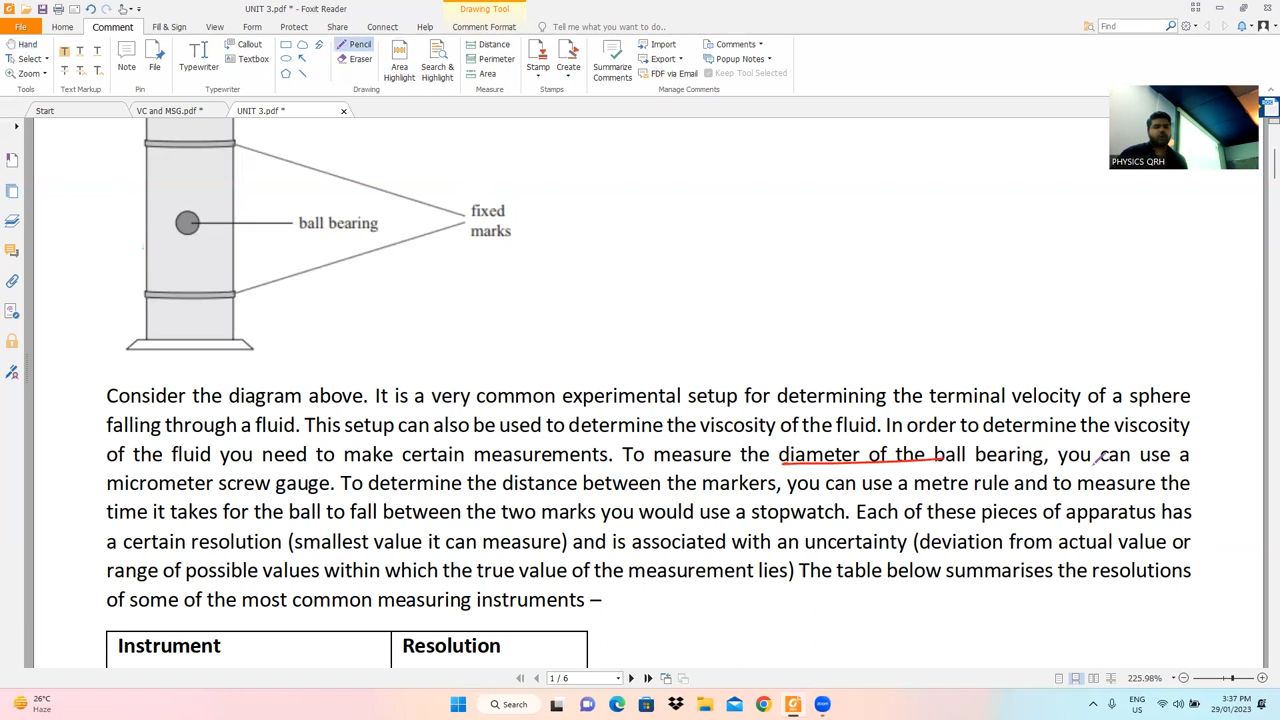 UNIT 3.pdf * - Foxit Reader
Drawing Tool
File
Home
Comment
Fill & Sign
View
Form
Protect
Share
Connect
Help
Comment Format
Tell me what you want to do...
Find
Hand
Select
Zoom
Note
File
Typewriter
Callout
Textbox
Pencil
Eraser
Area Highlight
Search & Highlight
Distance
Perimeter
Area
Stamp
Create
Summarize Comments
Import
Export
FDF via Email
Comments
Popup Notes
Keep Tool Selected
Tools
Text Markup
Typewriter
Drawing
Measure
Stamps
Manage Comments
Start
VC and MSG.pdf *
UNIT 3.pdf *
PHYSICS QRH
ball bearing
fixed
marks
Consider the diagram above. It is a very common experimental setup for determining the terminal velocity of a sphere
falling through a fluid. This setup can also be used to determine the viscosity of the fluid. In order to determine the viscosity
of the fluid you need to make certain measurements. To measure the diameter of the ball bearing, you can use a
micrometer screw gauge. To determine the distance between the markers, you can use a metre rule and to measure the
time it takes for the ball to fall between the two marks you would use a stopwatch. Each of these pieces of apparatus has
a certain resolution (smallest value it can measure) and is associated with an uncertainty (deviation from actual value or
range of possible values within which the true value of the measurement lies) The table below summarises the resolutions
of some of the most common measuring instruments –
Instrument
Resolution
1 / 6
225.98%
26°C
Haze
Search
ENG
US
3:37 PM
29/01/2023